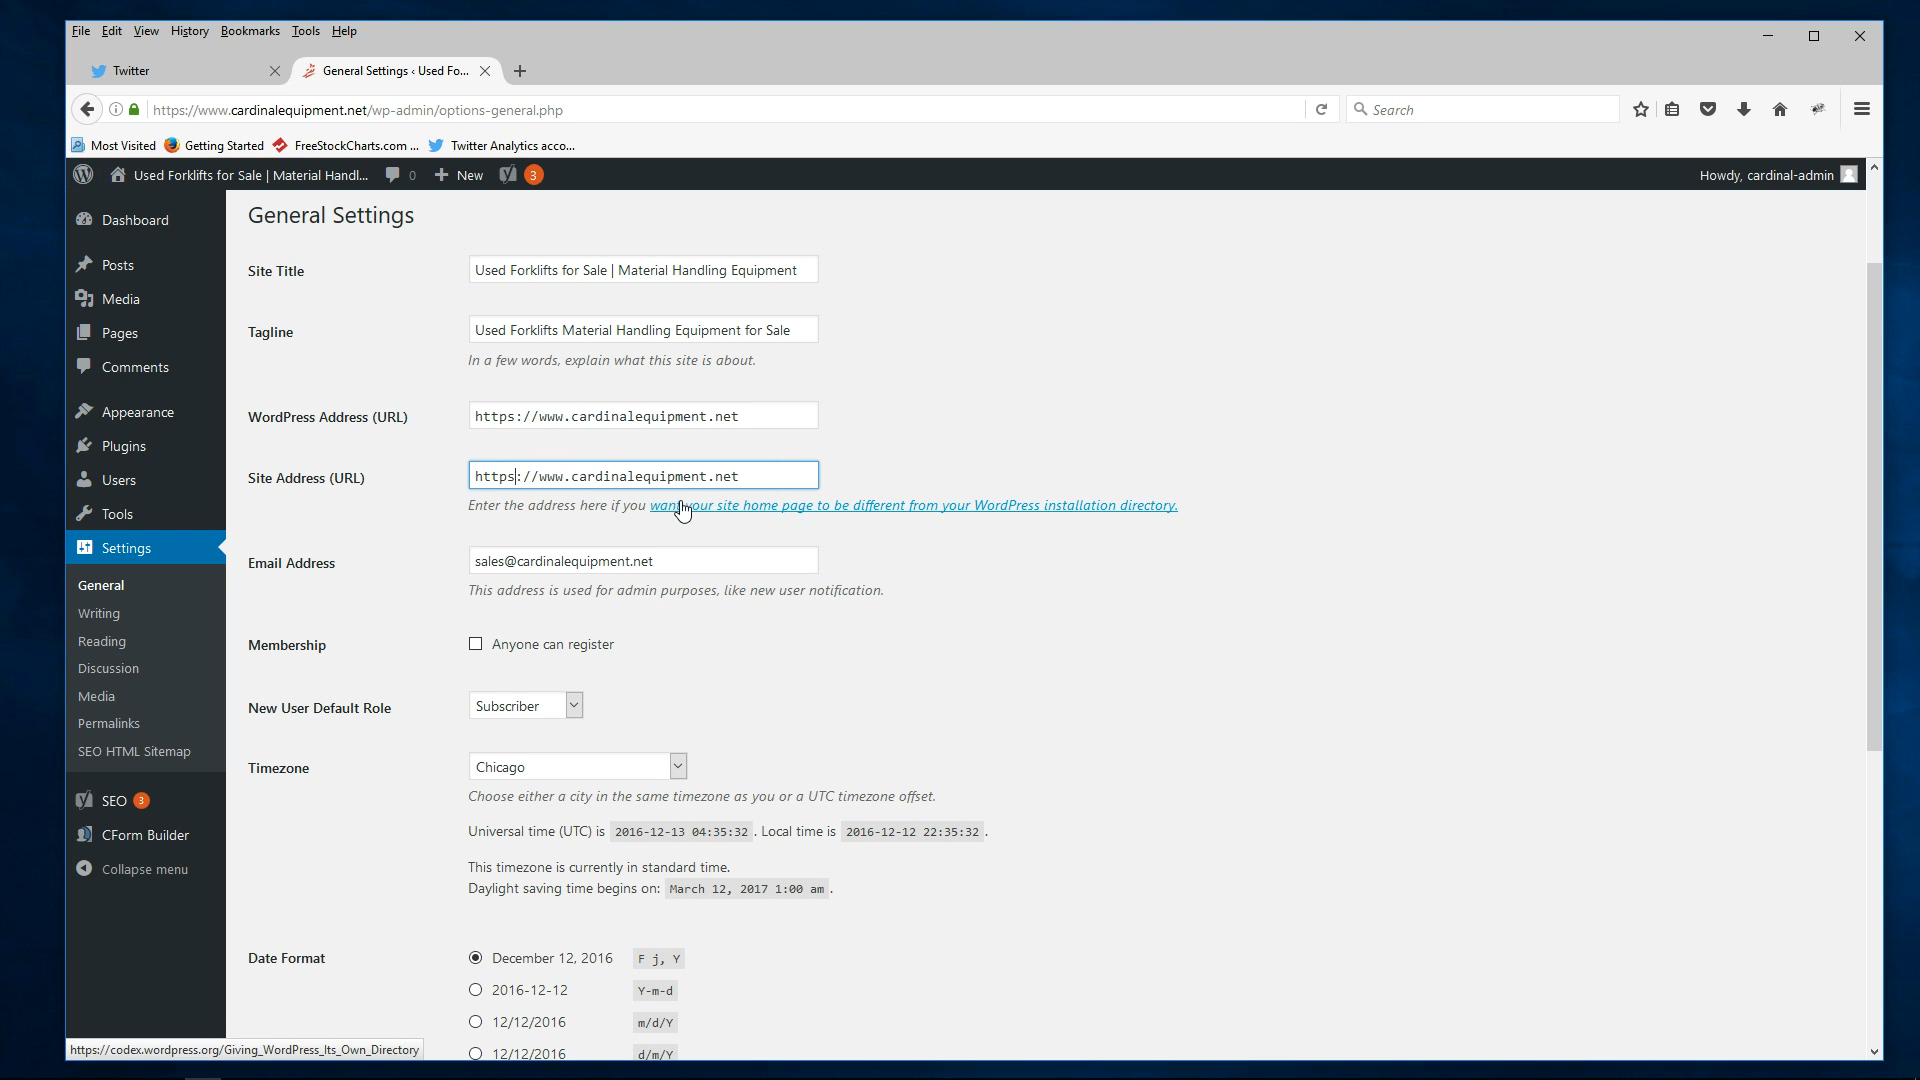 File Edit View History Bookmarks Tools Help
Twitter
General Settings ‹ Used Fo...
https://www.cardinalequipment.net/wp-admin/options-general.php
Search
Most Visited Getting Started FreeStockCharts.com ... Twitter Analytics acco...
Used Forklifts for Sale | Material Handl... 0 New 3 Howdy, cardinal-admin
Dashboard
Posts
Media
Pages
Comments
Appearance
Plugins
Users
Tools
Settings
General
Writing
Reading
Discussion
Media
Permalinks
SEO HTML Sitemap
SEO 3
CForm Builder
Collapse menu
General Settings
Site Title
Used Forklifts for Sale | Material Handling Equipment
Tagline
Used Forklifts Material Handling Equipment for Sale
In a few words, explain what this site is about.
WordPress Address (URL)
https://www.cardinalequipment.net
Site Address (URL)
https://www.cardinalequipment.net
Enter the address here if you want your site home page to be different from your WordPress installation directory.
Email Address
sales@cardinalequipment.net
This address is used for admin purposes, like new user notification.
Membership
Anyone can register
New User Default Role
Subscriber
Timezone
Chicago
Choose either a city in the same timezone as you or a UTC timezone offset.
Universal time (UTC) is 2016-12-13 04:35:32 . Local time is 2016-12-12 22:35:32 .
This timezone is currently in standard time.
Daylight saving time begins on: March 12, 2017 1:00 am .
Date Format
December 12, 2016 F j, Y
2016-12-12 Y-m-d
12/12/2016 m/d/Y
12/12/2016 d/m/Y
https://codex.wordpress.org/Giving_WordPress_Its_Own_Directory